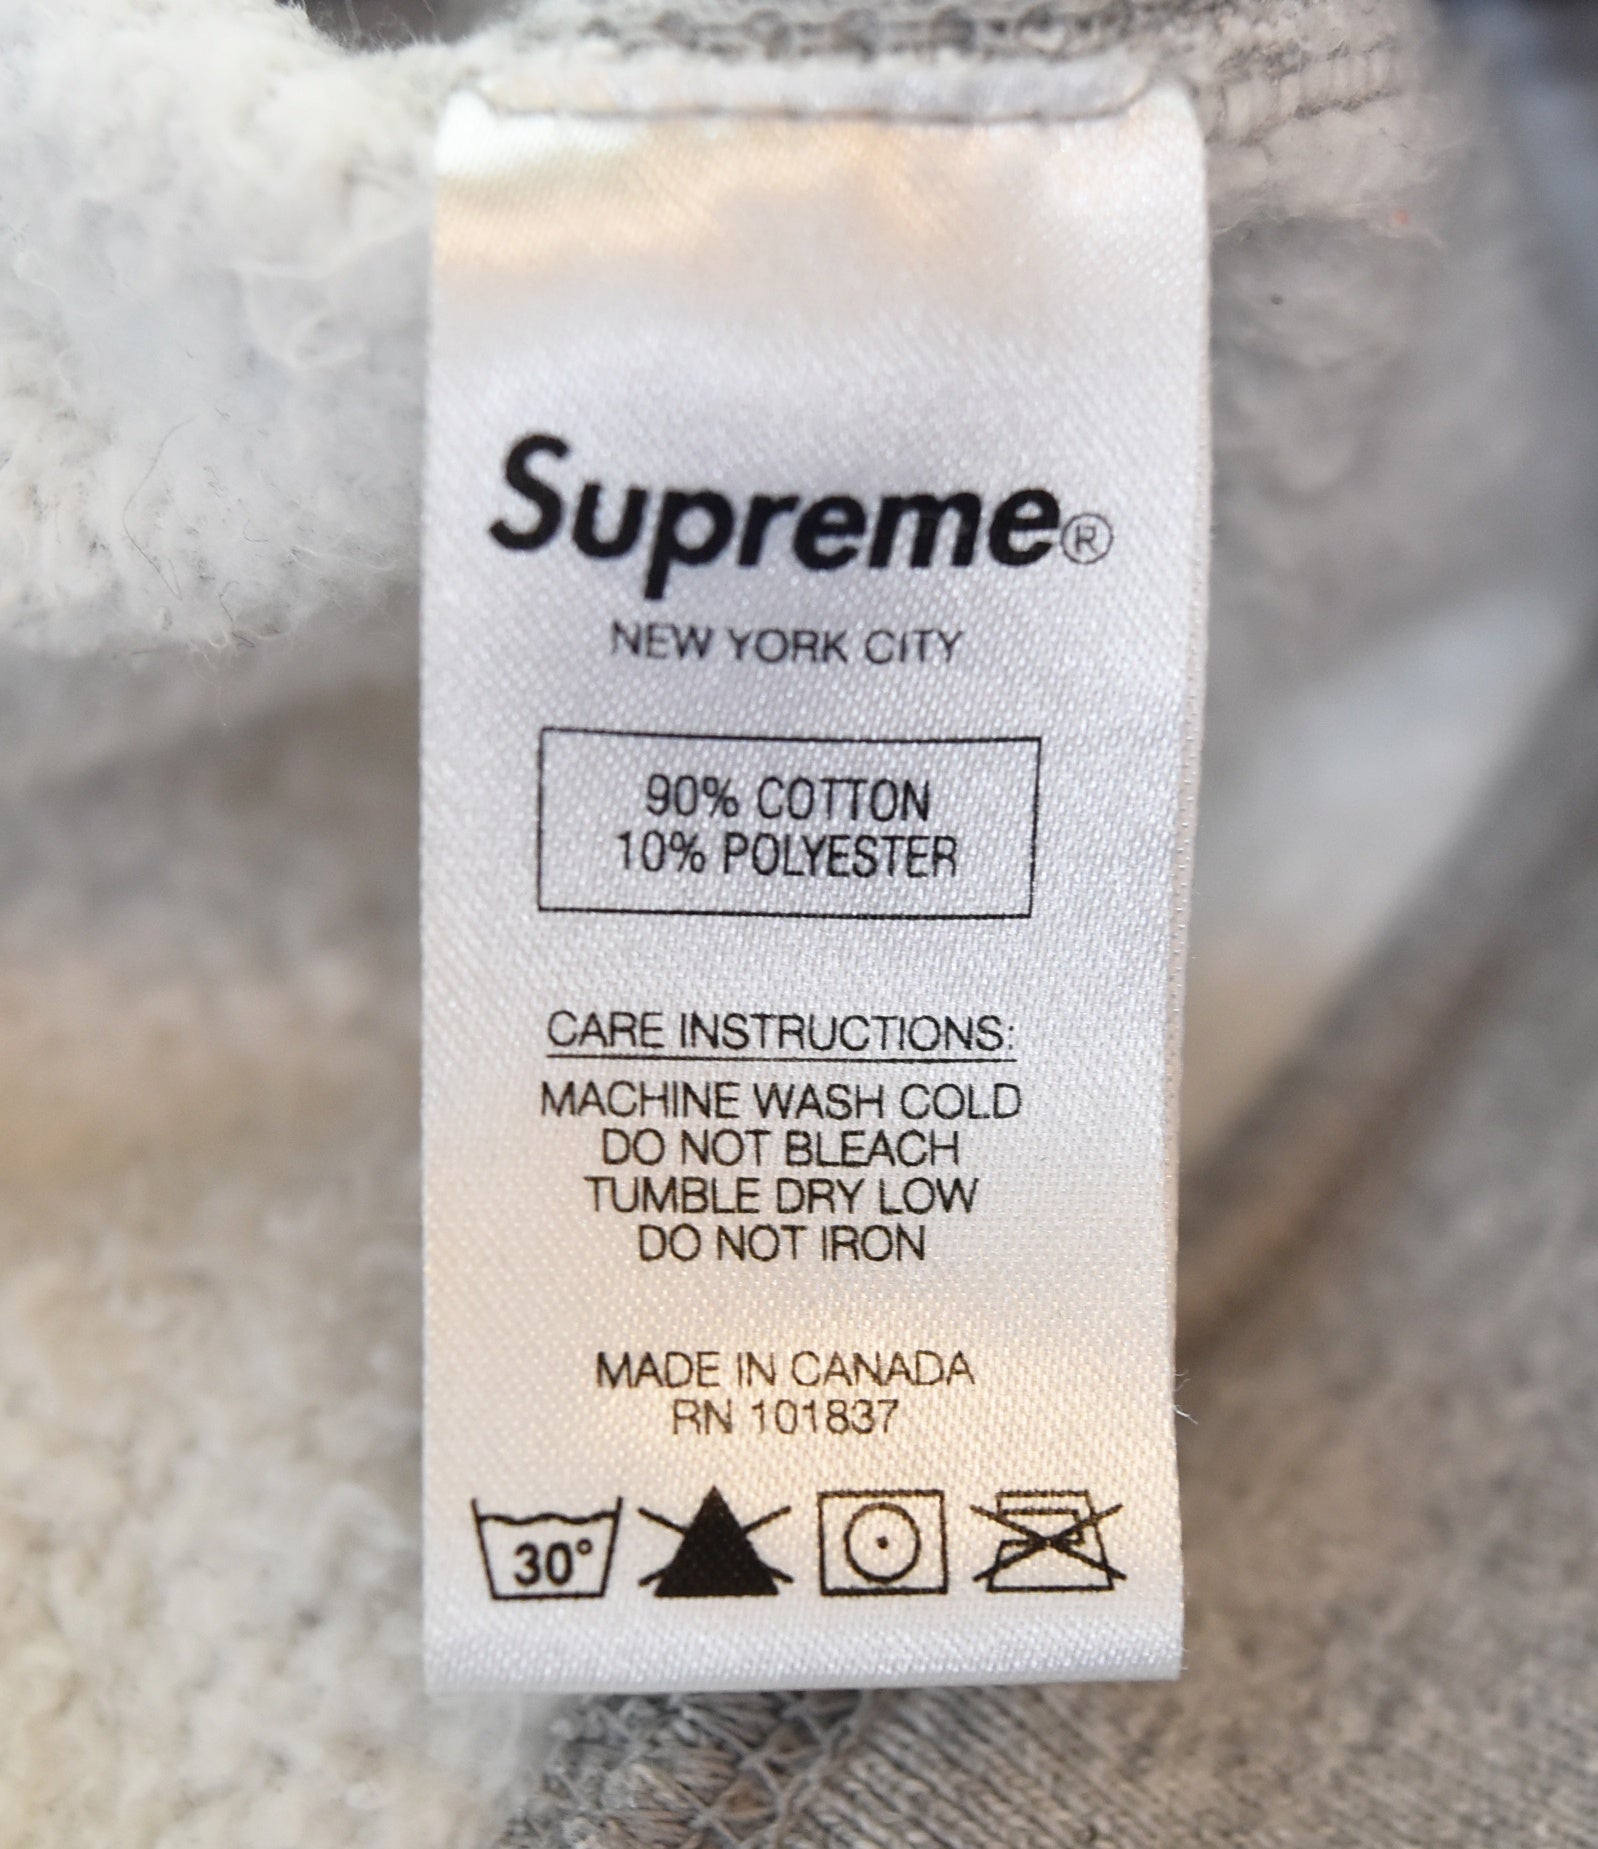 Supreme®
NEW YORK CITY
90% COTTON
10% POLYESTER
CARE INSTRUCTIONS:
MACHINE WASH COLD
DO NOT BLEACH
TUMBLE DRY LOW
DO NOT IRON
MADE IN CANADA
RN 101837
30°